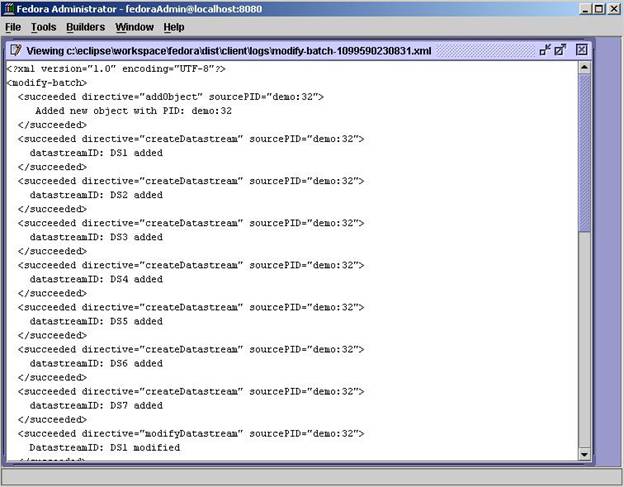 Fedora Administrator - fedoraAdmin@localhost:8080
File Tools Builders Window Help
Viewing c:\eclipse\workspace\fedora\dist\client\logs\modify-batch-1099590230831.xml
<?xml version="1.0" encoding="UTF-8"?>
<modify-batch>
<succeeded directive="addObject" sourcePID="demo:32">
Added new object with PID: demo:32
</succeeded>
<succeeded directive="createDatastream" sourcePID="demo:32">
datastreamID: DS1 added
</succeeded>
<succeeded directive="createDatastream" sourcePID="demo:32">
datastreamID: DS2 added
</succeeded>
<succeeded directive="createDatastream" sourcePID="demo:32">
datastreamID: DS3 added
</succeeded>
<succeeded directive="createDatastream" sourcePID="demo:32">
datastreamID: DS4 added
</succeeded>
<succeeded directive="createDatastream" sourcePID="demo:32">
datastreamID: DS5 added
</succeeded>
<succeeded directive="createDatastream" sourcePID="demo:32">
datastreamID: DS6 added
</succeeded>
<succeeded directive="createDatastream" sourcePID="demo:32">
datastreamID: DS7 added
</succeeded>
<succeeded directive="modifyDatastream" sourcePID="demo:32">
DatastreamID: DS1 modified
</succeeded>